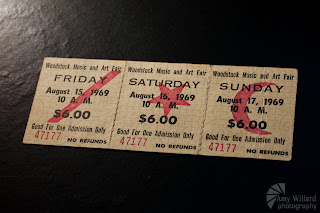 Woodstock Music and Art Fair
FRIDAY
August 15, 1969
10 A. M.
$6.00
Good For One Admission Only
47177
NO REFUNDS
Woodstock Music and Art Fair
SATURDAY
August 16, 1969
10 A. M.
$6.00
Good For One Admission Only
47177
NO REFUNDS
Woodstock Music and Art Fair
SUNDAY
August 17, 1969
10 A. M.
$6.00
Good For One Admission Only
47177
NO REFUNDS
Amy Willard
photography